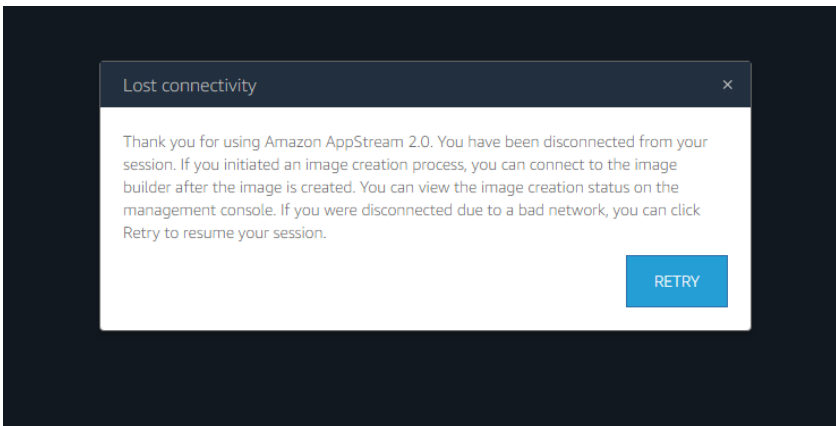 Lost connectivity ×
Thank you for using Amazon AppStream 2.0. You have been disconnected from your
session. If you initiated an image creation process, you can connect to the image
builder after the image is created. You can view the image creation status on the
management console. If you were disconnected due to a bad network, you can click
Retry to resume your session.
RETRY